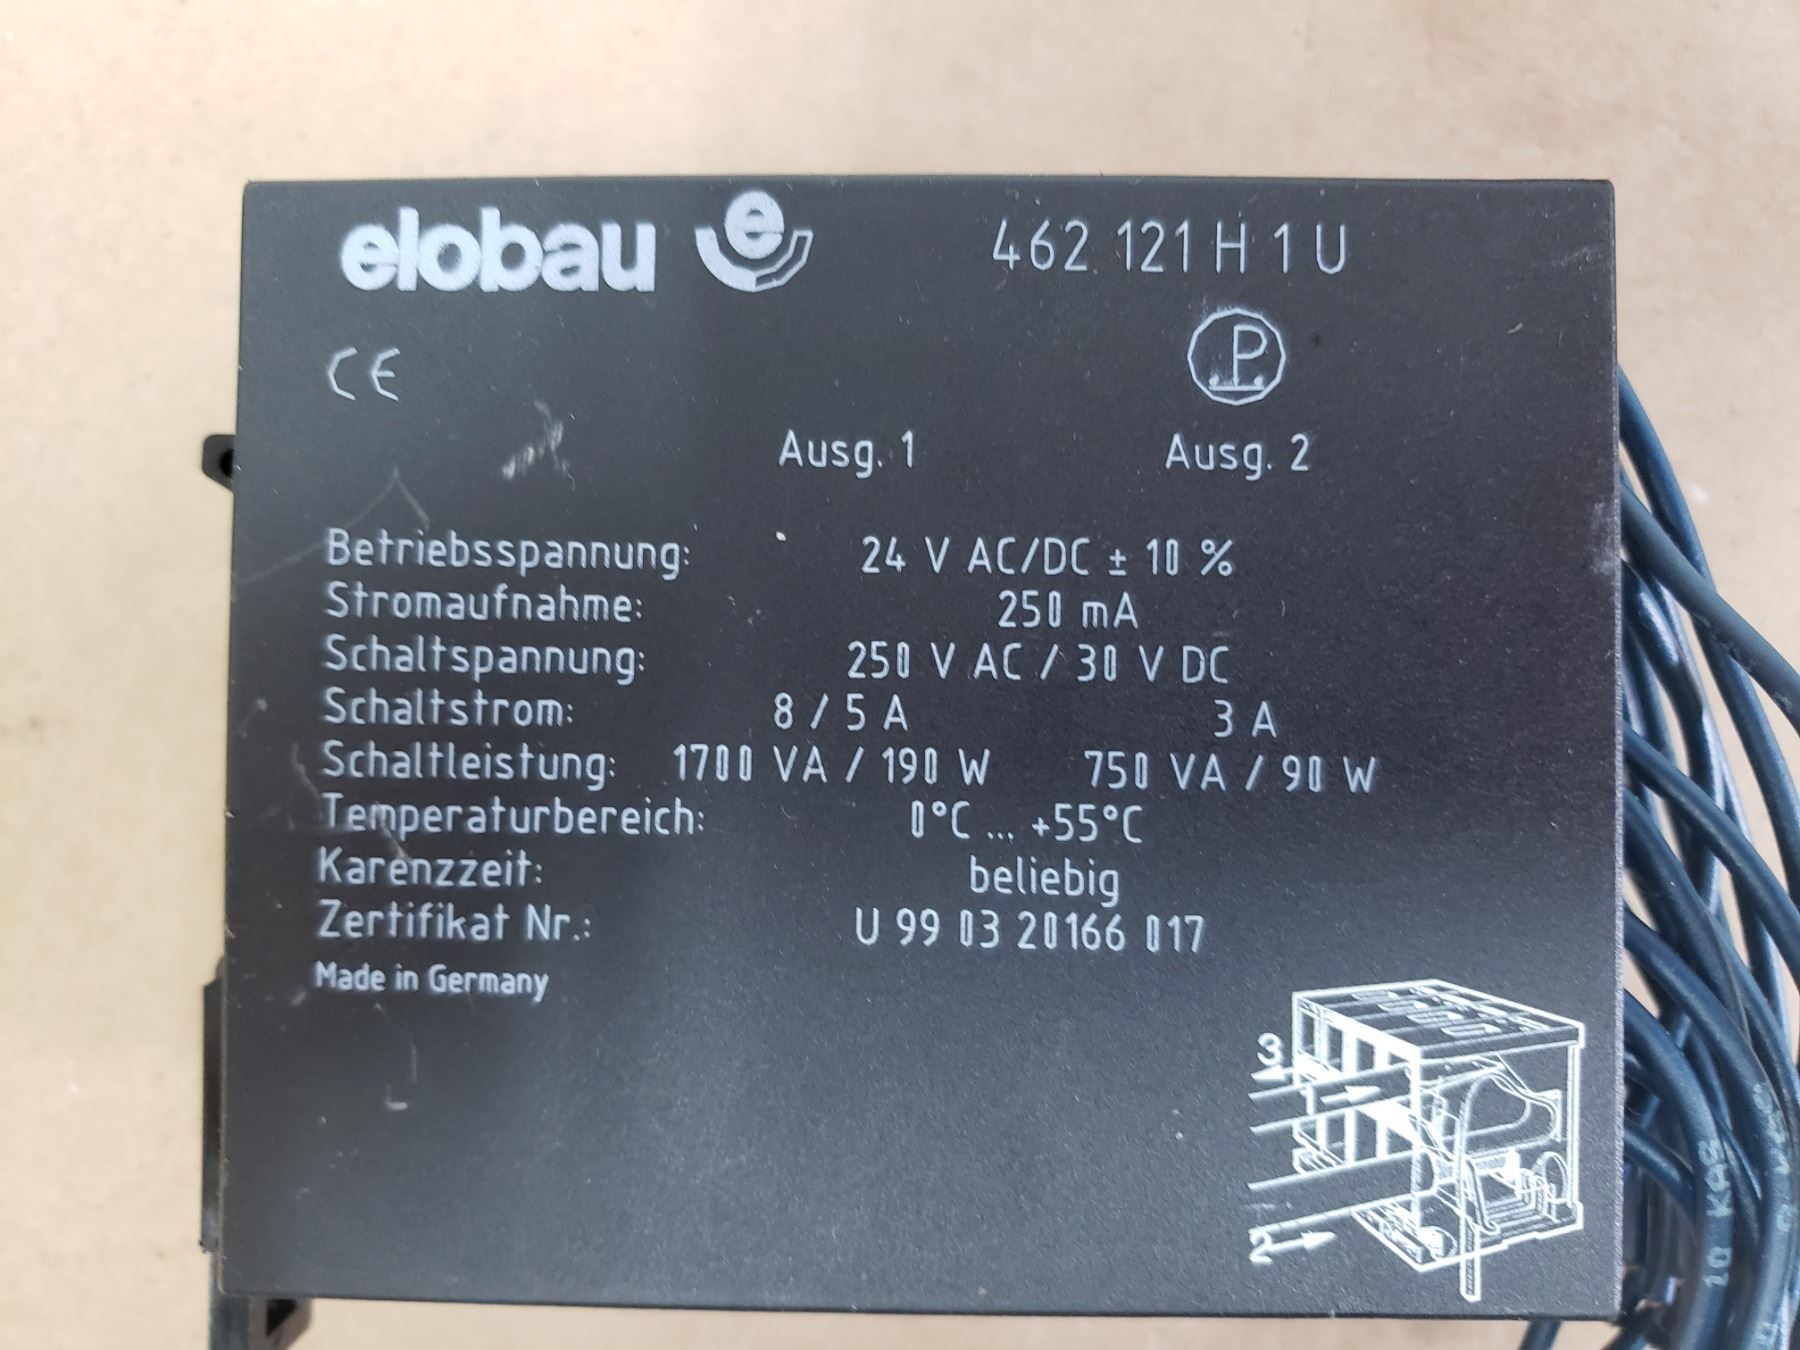 elobau e 462 121 H 1 U
CE P
Ausg. 1 Ausg. 2
Betriebsspannung: 24 V AC/DC ± 10 %
Stromaufnahme: 250 mA
Schaltspannung: 250 V AC / 30 V DC
Schaltstrom: 8 / 5 A 3 A
Schaltleistung: 1700 VA / 190 W 750 VA / 90 W
Temperaturbereich: 0°C ... +55°C
Karenzzeit: beliebig
Zertifikat Nr.: U 99 03 20166 017
Made in Germany
3
2
10 KAS